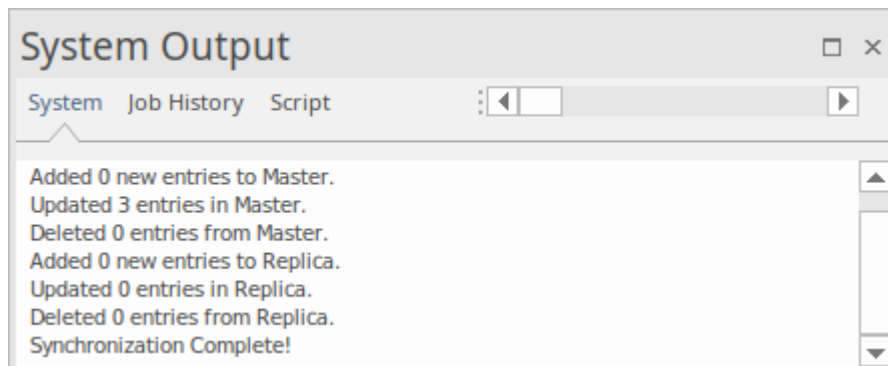 System Output
System Job History Script
Added 0 new entries to Master.
Updated 3 entries in Master.
Deleted 0 entries from Master.
Added 0 new entries to Replica.
Updated 0 entries in Replica.
Deleted 0 entries from Replica.
Synchronization Complete!